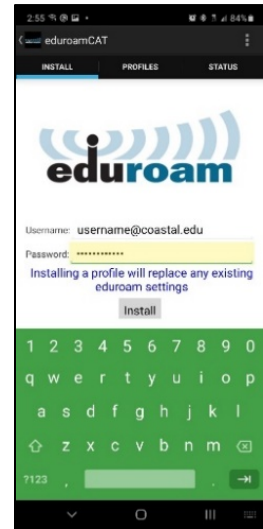 2:55
84%
eduroamCAT
INSTALL PROFILES STATUS
eduroam
Username: username@coastal.edu
Password: ············
Installing a profile will replace any existing
eduroam settings
Install
1 2 3 4 5 6 7 8 9 0
q w e r t y u i o p
a s d f g h j k l
z x c v b n m
?123 , .